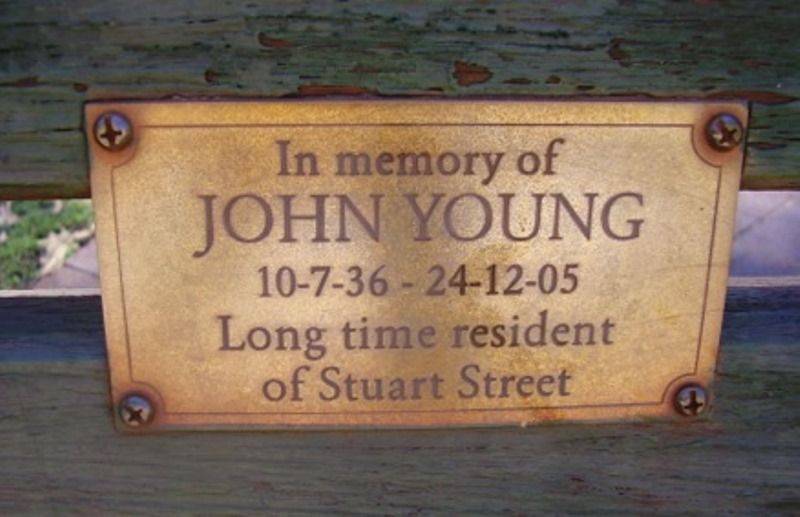 In memory of
JOHN YOUNG
10-7-36 - 24-12-05
Long time resident
of Stuart Street